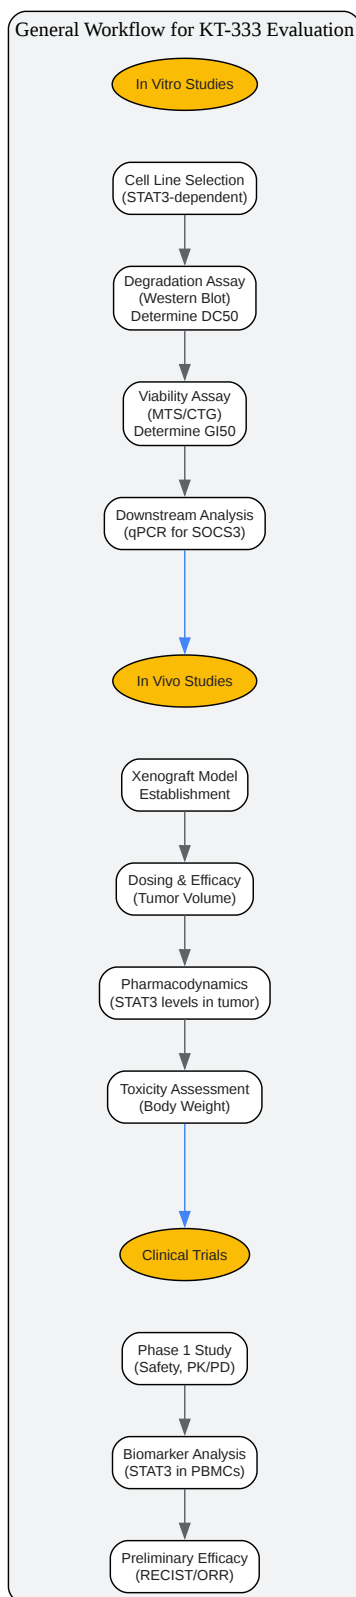 General Workflow for KT-333 Evaluation
In Vitro Studies
Cell Line Selection
(STAT3-dependent)
Degradation Assay
(Western Blot)
Determine DC50
Viability Assay
(MTS/CTG)
Determine GI50
Downstream Analysis
(qPCR for SOCS3)
In Vivo Studies
Xenograft Model
Establishment
Dosing & Efficacy
(Tumor Volume)
Pharmacodynamics
(STAT3 levels in tumor)
Toxicity Assessment
(Body Weight)
Clinical Trials
Phase 1 Study
(Safety, PK/PD)
Biomarker Analysis
(STAT3 in PBMCs)
Preliminary Efficacy
(RECIST/ORR)